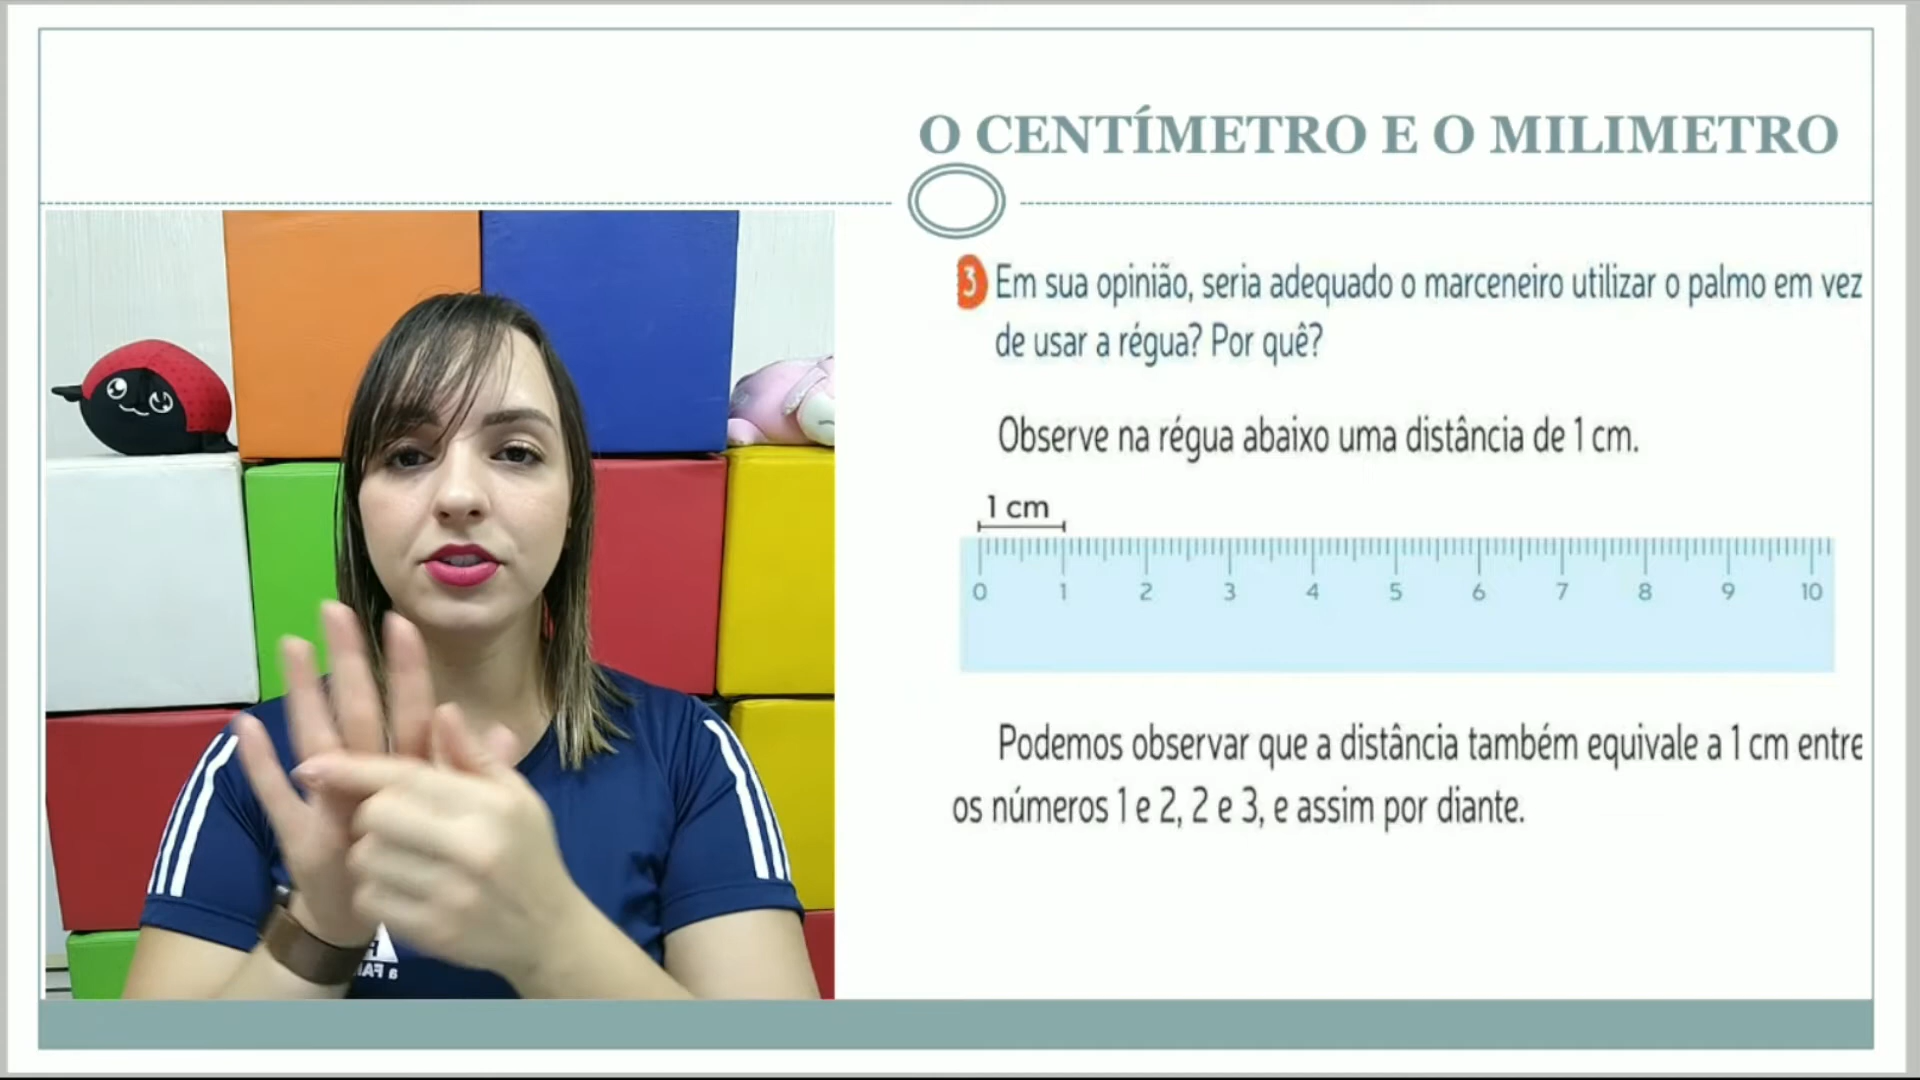 O CENTÍMETRO E O MILIMETRO
3 Em sua opinião, seria adequado o marceneiro utilizar o palmo em vez
de usar a régua? Por quê?
Observe na régua abaixo uma distância de 1 cm.
1 cm
0 1 2 3 4 5 6 7 8 9 10
Podemos observar que a distância também equivale a 1 cm entre
os números 1 e 2, 2 e 3, e assim por diante.